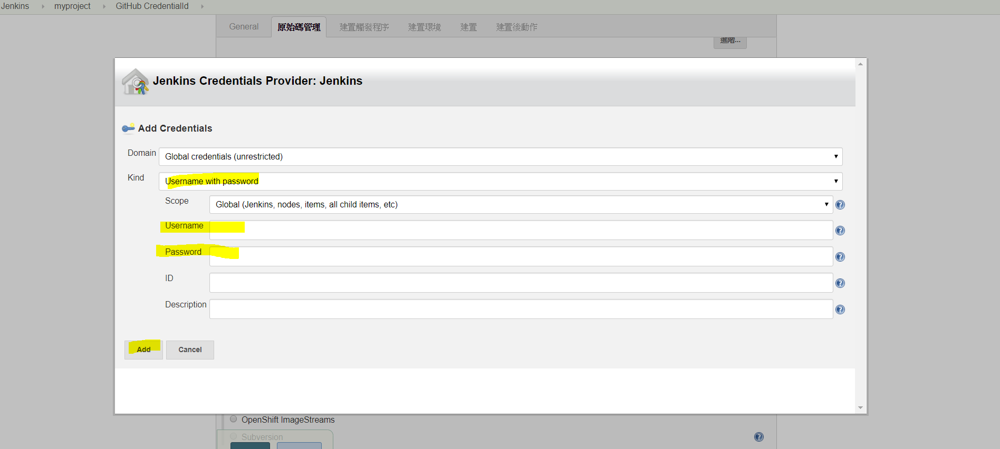 Jenkins myproject GitHub CredentialId
General 原始碼管理 建置觸發程序 建置環境 建置 建置後動作
進階...
Jenkins Credentials Provider: Jenkins
Add Credentials
Domain Global credentials (unrestricted)
Kind Username with password
Scope Global (Jenkins, nodes, items, all child items, etc)
Username
Password
ID
Description
Add Cancel
OpenShift ImageStreams
Subversion